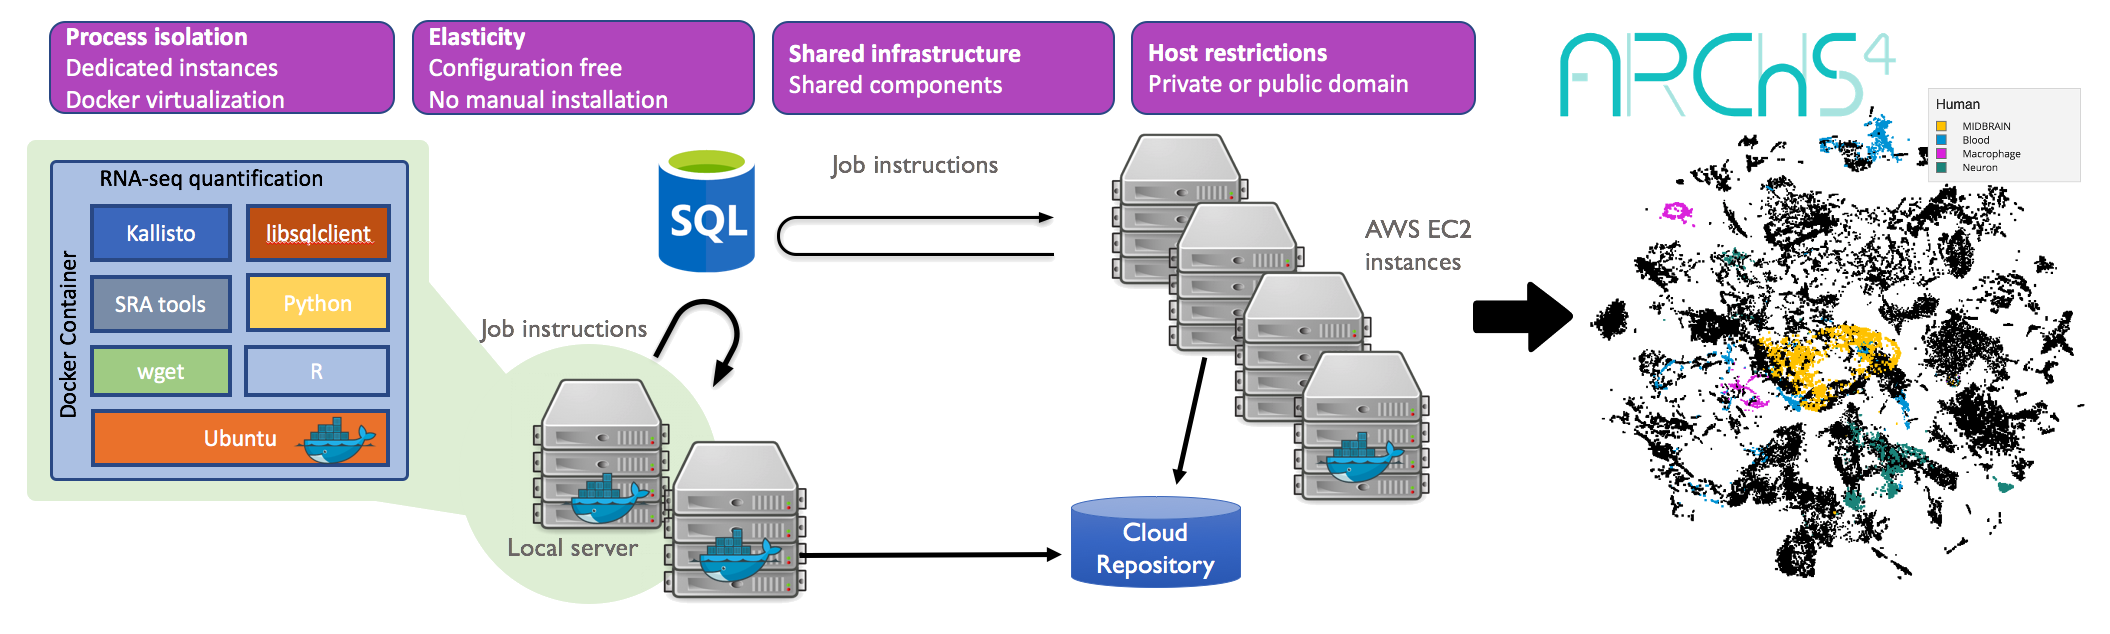 Process isolation
Dedicated instances
Docker virtualization
Elasticity
Configuration free
No manual installation
Shared infrastructure
Shared components
Host restrictions
Private or public domain
ARCHS4
Human
MIDBRAIN
Blood
Macrophage
Neuron
RNA-seq quantification
Docker Container
Kallisto
libsqlclient
SRA tools
Python
wget
R
Ubuntu
SQL
Job instructions
Job instructions
AWS EC2
instances
Local server
Cloud
Repository